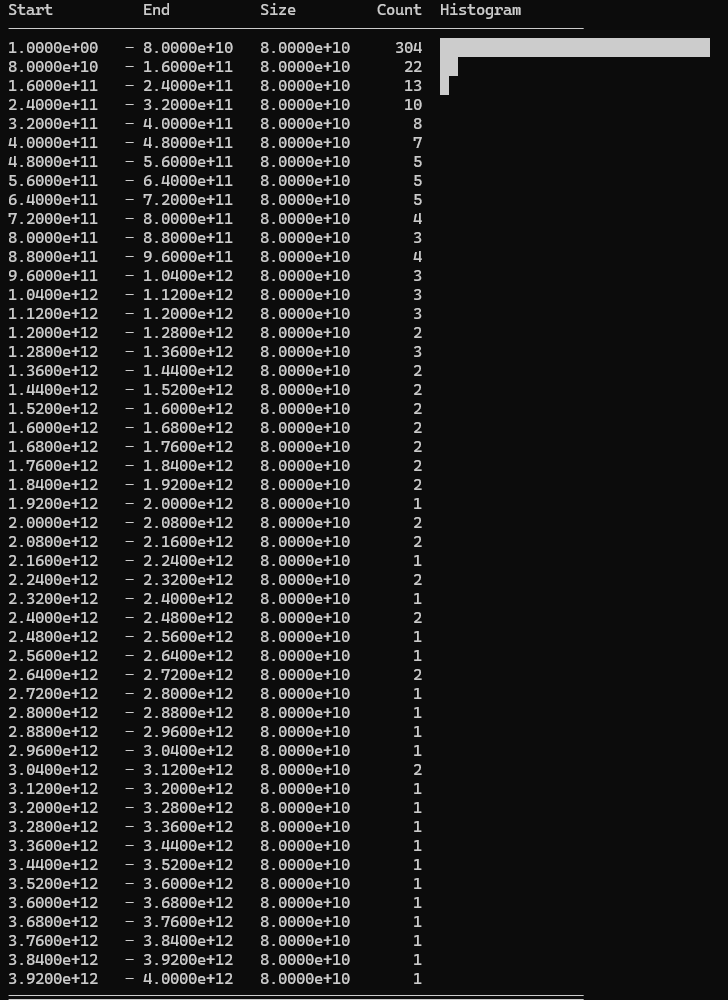 Start End Size Count Histogram
1.0000e+00 - 8.0000e+10 8.0000e+10 304
8.0000e+10 - 1.6000e+11 8.0000e+10 22
1.6000e+11 - 2.4000e+11 8.0000e+10 13
2.4000e+11 - 3.2000e+11 8.0000e+10 10
3.2000e+11 - 4.0000e+11 8.0000e+10 8
4.0000e+11 - 4.8000e+11 8.0000e+10 7
4.8000e+11 - 5.6000e+11 8.0000e+10 5
5.6000e+11 - 6.4000e+11 8.0000e+10 5
6.4000e+11 - 7.2000e+11 8.0000e+10 5
7.2000e+11 - 8.0000e+11 8.0000e+10 4
8.0000e+11 - 8.8000e+11 8.0000e+10 3
8.8000e+11 - 9.6000e+11 8.0000e+10 4
9.6000e+11 - 1.0400e+12 8.0000e+10 3
1.0400e+12 - 1.1200e+12 8.0000e+10 3
1.1200e+12 - 1.2000e+12 8.0000e+10 3
1.2000e+12 - 1.2800e+12 8.0000e+10 2
1.2800e+12 - 1.3600e+12 8.0000e+10 3
1.3600e+12 - 1.4400e+12 8.0000e+10 2
1.4400e+12 - 1.5200e+12 8.0000e+10 2
1.5200e+12 - 1.6000e+12 8.0000e+10 2
1.6000e+12 - 1.6800e+12 8.0000e+10 2
1.6800e+12 - 1.7600e+12 8.0000e+10 2
1.7600e+12 - 1.8400e+12 8.0000e+10 2
1.8400e+12 - 1.9200e+12 8.0000e+10 2
1.9200e+12 - 2.0000e+12 8.0000e+10 1
2.0000e+12 - 2.0800e+12 8.0000e+10 2
2.0800e+12 - 2.1600e+12 8.0000e+10 2
2.1600e+12 - 2.2400e+12 8.0000e+10 1
2.2400e+12 - 2.3200e+12 8.0000e+10 2
2.3200e+12 - 2.4000e+12 8.0000e+10 1
2.4000e+12 - 2.4800e+12 8.0000e+10 2
2.4800e+12 - 2.5600e+12 8.0000e+10 1
2.5600e+12 - 2.6400e+12 8.0000e+10 1
2.6400e+12 - 2.7200e+12 8.0000e+10 2
2.7200e+12 - 2.8000e+12 8.0000e+10 1
2.8000e+12 - 2.8800e+12 8.0000e+10 1
2.8800e+12 - 2.9600e+12 8.0000e+10 1
2.9600e+12 - 3.0400e+12 8.0000e+10 1
3.0400e+12 - 3.1200e+12 8.0000e+10 2
3.1200e+12 - 3.2000e+12 8.0000e+10 1
3.2000e+12 - 3.2800e+12 8.0000e+10 1
3.2800e+12 - 3.3600e+12 8.0000e+10 1
3.3600e+12 - 3.4400e+12 8.0000e+10 1
3.4400e+12 - 3.5200e+12 8.0000e+10 1
3.5200e+12 - 3.6000e+12 8.0000e+10 1
3.6000e+12 - 3.6800e+12 8.0000e+10 1
3.6800e+12 - 3.7600e+12 8.0000e+10 1
3.7600e+12 - 3.8400e+12 8.0000e+10 1
3.8400e+12 - 3.9200e+12 8.0000e+10 1
3.9200e+12 - 4.0000e+12 8.0000e+10 1